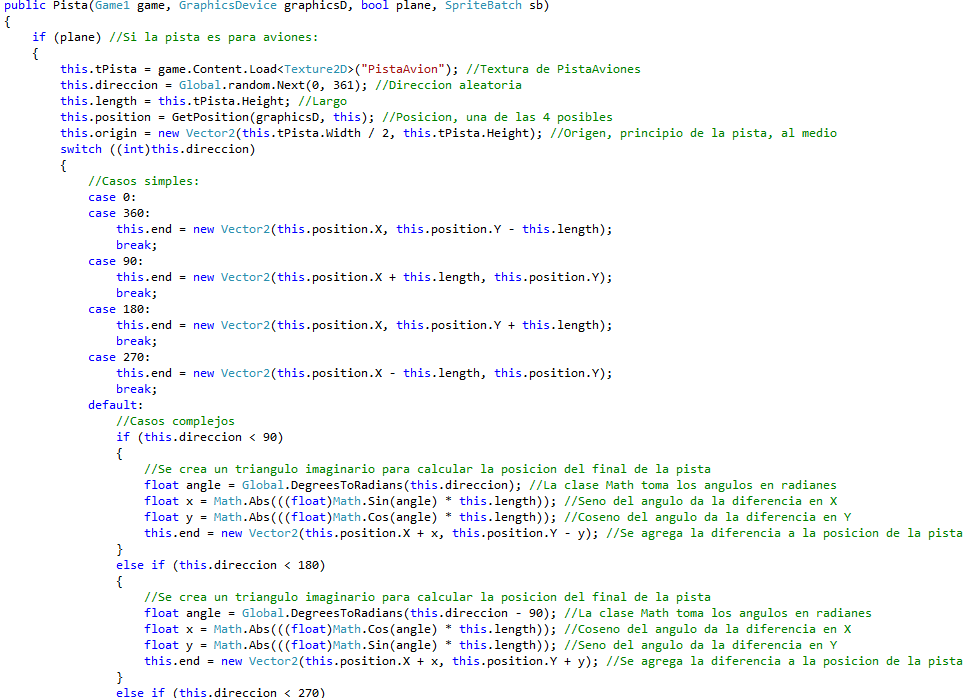 public Pista(Game1 game, GraphicsDevice graphicsD, bool plane, SpriteBatch sb)
{
if (plane) //Si la pista es para aviones:
{
this.tPista = game.Content.Load<Texture2D>("PistaAvion"); //Textura de PistaAviones
this.direccion = Global.random.Next(0, 361); //Direccion aleatoria
this.length = this.tPista.Height; //Largo
this.position = GetPosition(graphicsD, this); //Posicion, una de las 4 posibles
this.origin = new Vector2(this.tPista.Width / 2, this.tPista.Height); //Origen, principio de la pista, al medio
switch ((int)this.direccion)
{
//Casos simples:
case 0:
case 360:
this.end = new Vector2(this.position.X, this.position.Y - this.length);
break;
case 90:
this.end = new Vector2(this.position.X + this.length, this.position.Y);
break;
case 180:
this.end = new Vector2(this.position.X, this.position.Y + this.length);
break;
case 270:
this.end = new Vector2(this.position.X - this.length, this.position.Y);
break;
default:
//Casos complejos
if (this.direccion < 90)
{
//Se crea un triangulo imaginario para calcular la posicion del final de la pista
float angle = Global.DegreesToRadians(this.direccion); //La clase Math toma los angulos en radianes
float x = Math.Abs(((float)Math.Sin(angle) * this.length)); //Seno del angulo da la diferencia en X
float y = Math.Abs(((float)Math.Cos(angle) * this.length)); //Coseno del angulo da la diferencia en Y
this.end = new Vector2(this.position.X + x, this.position.Y - y); //Se agrega la diferencia a la posicion de la pista
}
else if (this.direccion < 180)
{
//Se crea un triangulo imaginario para calcular la posicion del final de la pista
float angle = Global.DegreesToRadians(this.direccion - 90); //La clase Math toma los angulos en radianes
float x = Math.Abs(((float)Math.Cos(angle) * this.length)); //Coseno del angulo da la diferencia en X
float y = Math.Abs(((float)Math.Sin(angle) * this.length)); //Seno del angulo da la diferencia en Y
this.end = new Vector2(this.position.X + x, this.position.Y + y); //Se agrega la diferencia a la posicion de la pista
}
else if (this.direccion < 270)